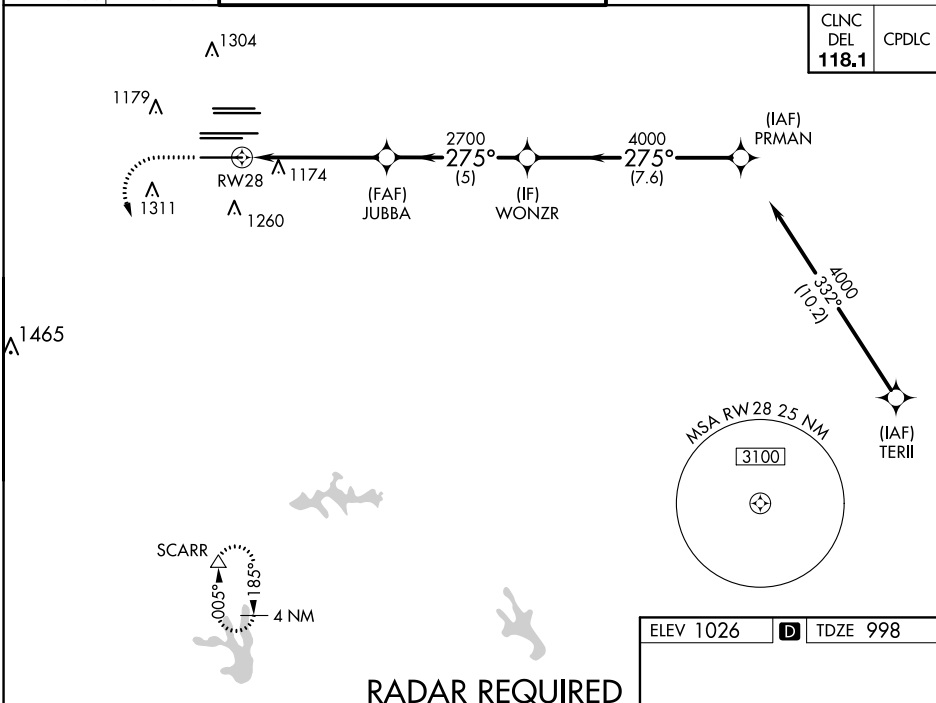 CLNC
DEL
118.1
CPDLC
1304
1179
1311
RW28
1174
1260
(FAF)
JUBBA
2700
275°
(5)
(IF)
WONZR
4000
275°
(7.6)
(IAF)
PRMAN
4000
332°
(10.2)
(IAF)
TERII
1465
MSA RW28 25 NM
3100
SCARR
005°
185°
4 NM
ELEV 1026
D
TDZE 998
RADAR REQUIRED